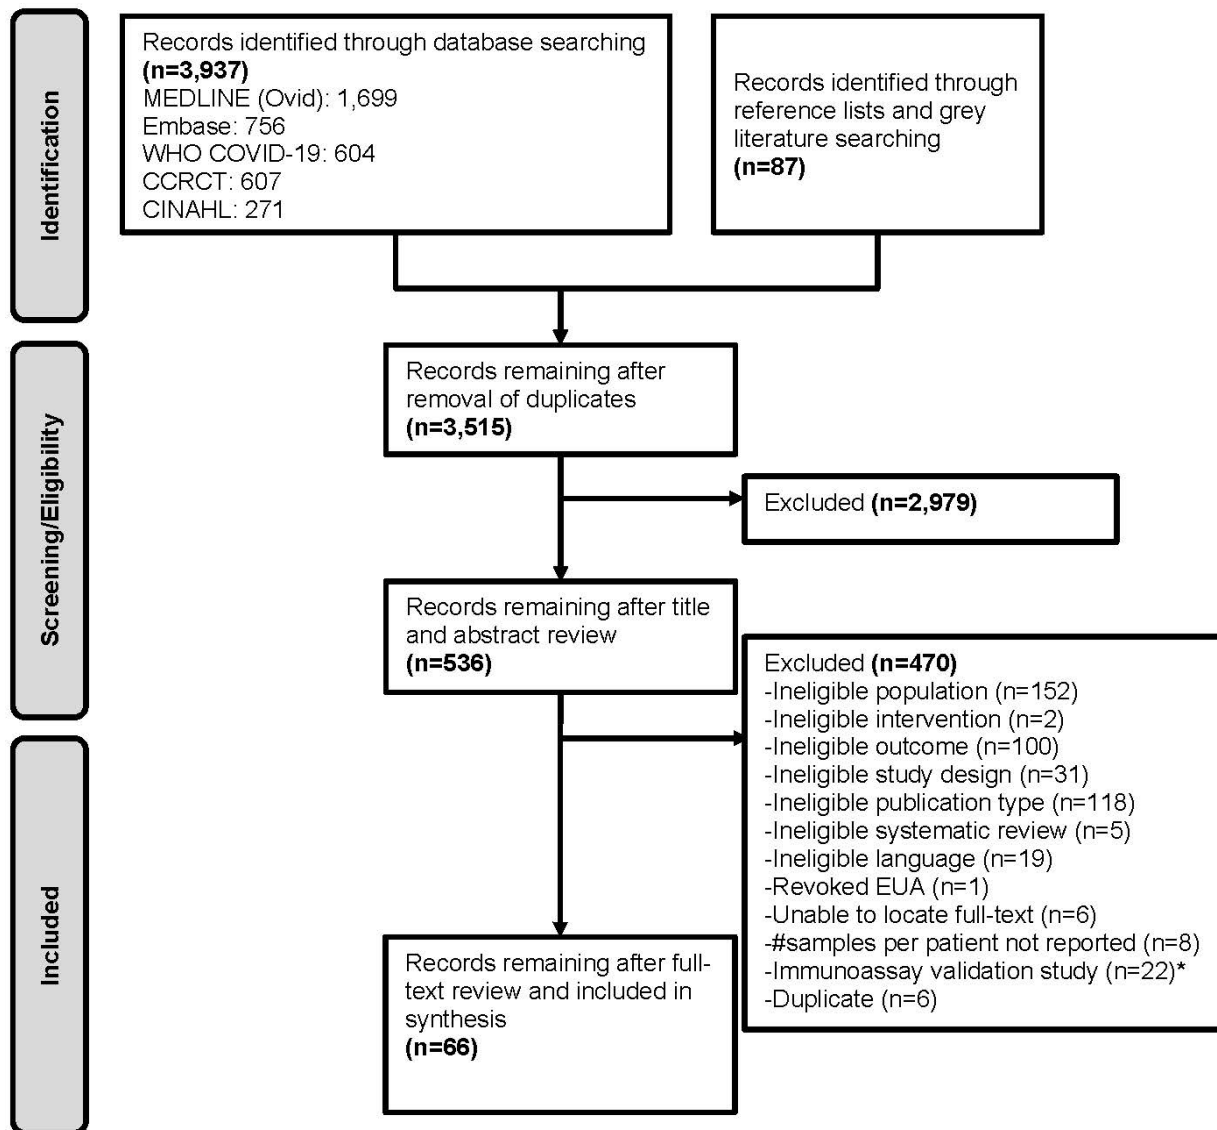 Identification
Records identified through database searching
(n=3,937)
MEDLINE (Ovid): 1,699
Embase: 756
WHO COVID-19: 604
CCRCT: 607
CINAHL: 271
Records identified through
reference lists and grey
literature searching
(n=87)
Screening/Eligibility
Records remaining after
removal of duplicates
(n=3,515)
Excluded (n=2,979)
Records remaining after title
and abstract review
(n=536)
Excluded (n=470)
-Ineligible population (n=152)
-Ineligible intervention (n=2)
-Ineligible outcome (n=100)
-Ineligible study design (n=31)
-Ineligible publication type (n=118)
-Ineligible systematic review (n=5)
-Ineligible language (n=19)
-Revoked EUA (n=1)
-Unable to locate full-text (n=6)
-#samples per patient not reported (n=8)
-Immunoassay validation study (n=22)*
-Duplicate (n=6)
Included
Records remaining after full-
text review and included in
synthesis
(n=66)